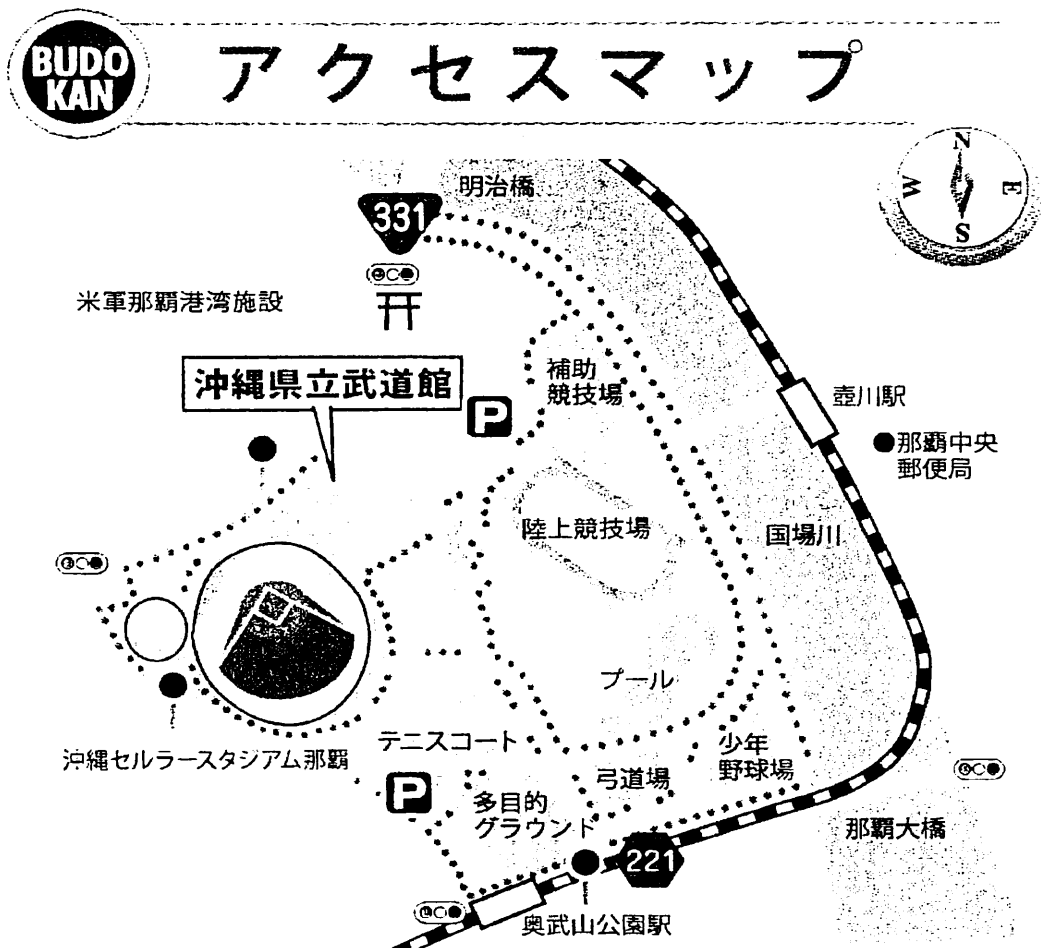 BUDO
KAN
アクセスマップ
N
W
E
S
明治橋
331
米軍那覇港湾施設
沖縄県立武道館
補助
競技場
P
壺川駅
那覇中央
郵便局
陸上競技場
国場川
プール
テニスコート
沖縄セルラースタジアム那覇
少年
野球場
弓道場
P
多目的
グラウンド
那覇大橋
221
奥武山公園駅